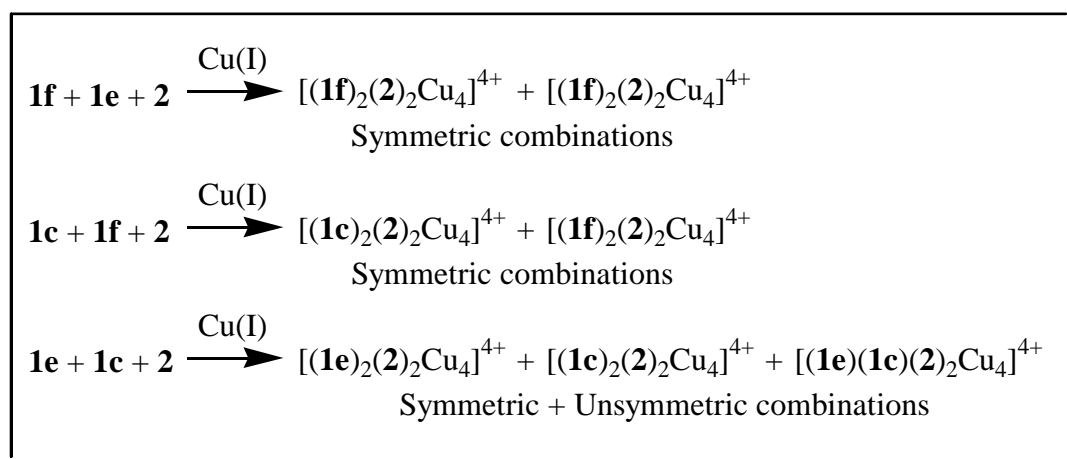 Cu(I)
1f + 1e + 2 [(1f)₂(2)₂Cu₄]⁴⁺ + [(1f)₂(2)₂Cu₄]⁴⁺
Symmetric combinations
Cu(I)
1c + 1f + 2 [(1c)₂(2)₂Cu₄]⁴⁺ + [(1f)₂(2)₂Cu₄]⁴⁺
Symmetric combinations
Cu(I)
1e + 1c + 2 [(1e)₂(2)₂Cu₄]⁴⁺ + [(1c)₂(2)₂Cu₄]⁴⁺ + [(1e)(1c)(2)₂Cu₄]⁴⁺
Symmetric + Unsymmetric combinations